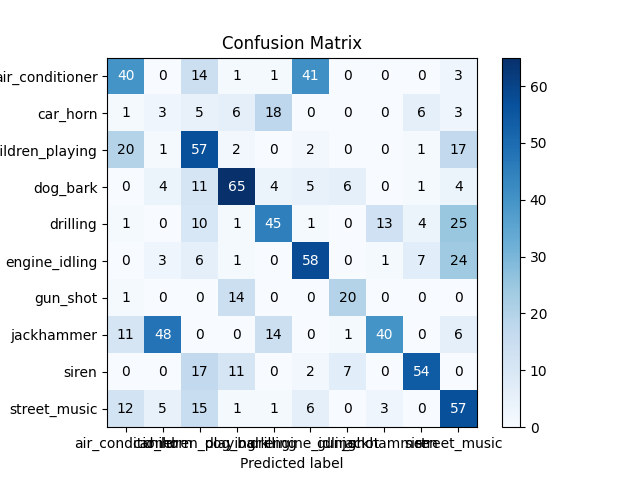 Confusion Matrix
air_conditioner 40 0 14 1 1 41 0 0 0 3
car_horn 1 3 5 6 18 0 0 0 6 3
ildren_playing 20 1 57 2 0 2 0 0 1 17
dog_bark 0 4 11 65 4 5 6 0 1 4
drilling 1 0 10 1 45 1 0 13 4 25
engine_idling 0 3 6 1 0 58 0 1 7 24
gun_shot 1 0 0 14 0 0 20 0 0 0
jackhammer 11 48 0 0 14 0 1 40 0 6
siren 0 0 17 11 0 2 7 0 54 0
street_music 12 5 15 1 1 6 0 3 0 57
60
50
40
30
20
10
0
street_music
Predicted label